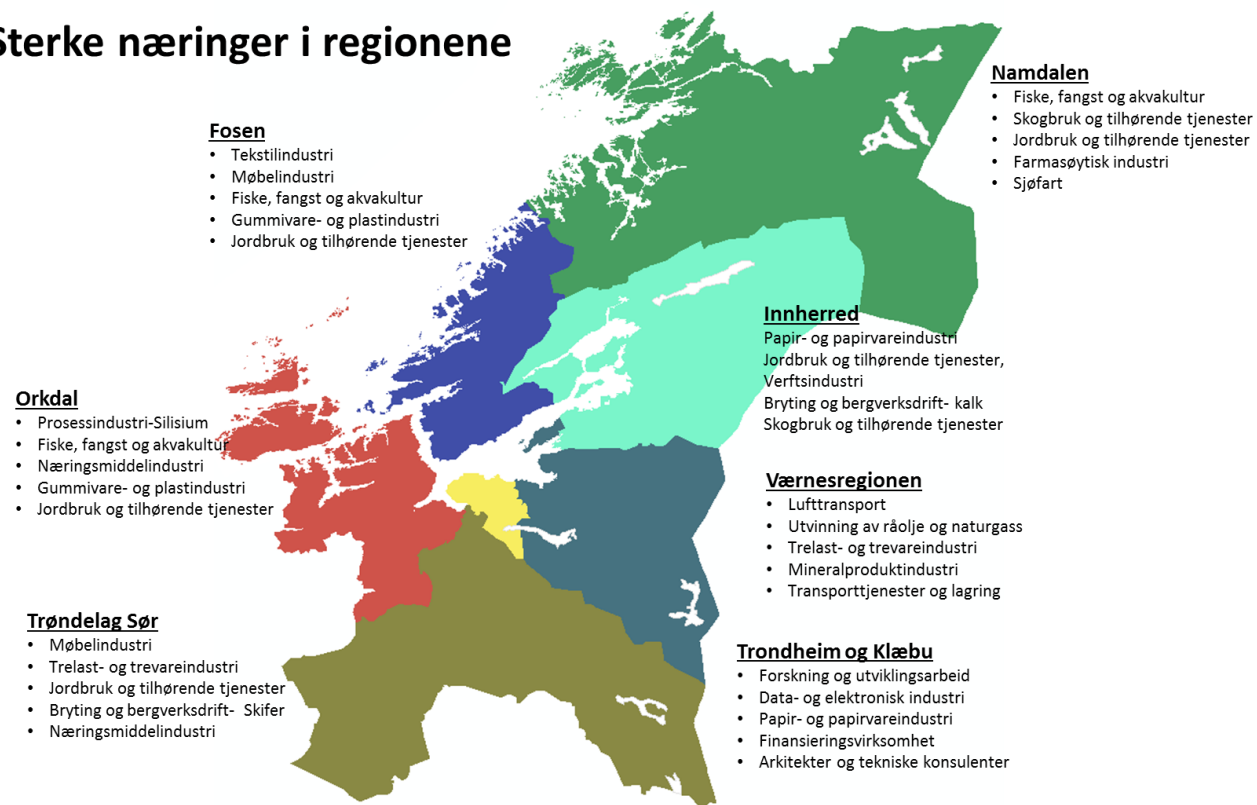 Sterke næringer i regionene
Fosen
• Tekstilindustri
• Møbelindustri
• Fiske, fangst og akvakultur
• Gummivare- og plastindustri
• Jordbruk og tilhørende tjenester
Namdalen
• Fiske, fangst og akvakultur
• Skogbruk og tilhørende tjenester
• Jordbruk og tilhørende tjenester
• Farmasøytisk industri
• Sjøfart
Innherred
Papir- og papirvareindustri
Jordbruk og tilhørende tjenester,
Verftsindustri
Bryting og bergverksdrift- kalk
Skogbruk og tilhørende tjenester
Orkdal
• Prosessindustri-Silisium
• Fiske, fangst og akvakultur
• Næringsmiddelindustri
• Gummivare- og plastindustri
• Jordbruk og tilhørende tjenester
Værnesregionen
• Lufttransport
• Utvinning av råolje og naturgass
• Trelast- og trevareindustri
• Mineralproduktindustri
• Transporttjenester og lagring
Trøndelag Sør
• Møbelindustri
• Trelast- og trevareindustri
• Jordbruk og tilhørende tjenester
• Bryting og bergverksdrift- Skifer
• Næringsmiddelindustri
Trondheim og Klæbu
• Forskning og utviklingsarbeid
• Data- og elektronisk industri
• Papir- og papirvareindustri
• Finansieringsvirksomhet
• Arkitekter og tekniske konsulenter